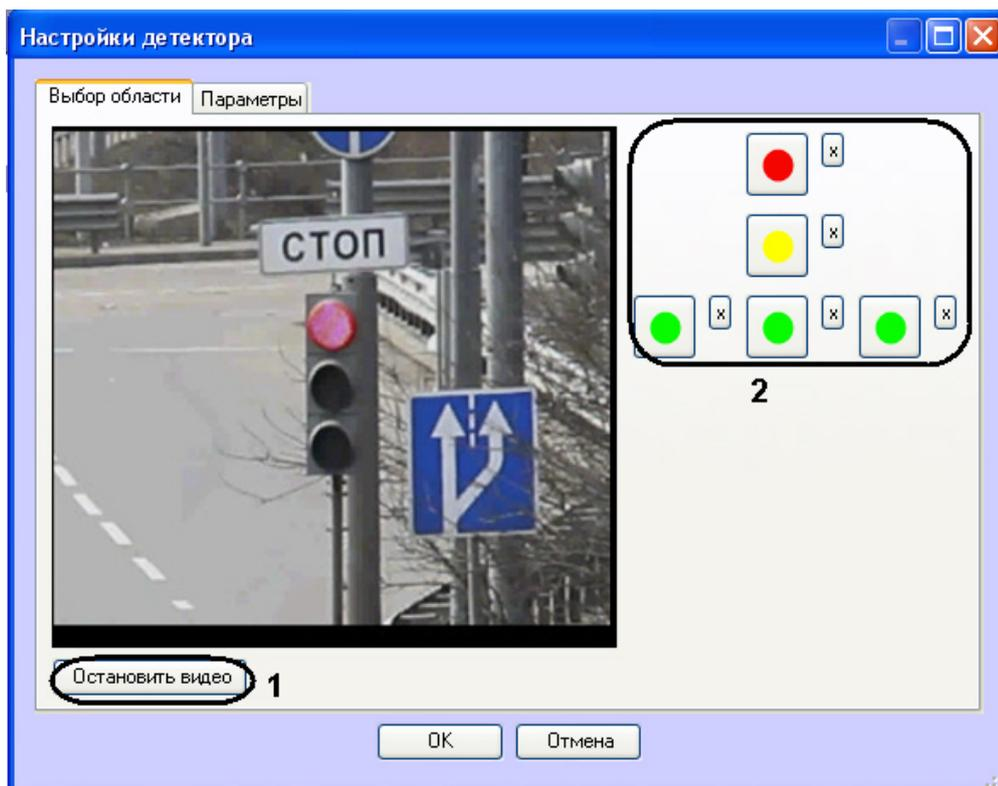 Настройки детектора
Выбор области Параметры
СТОП
x
x
x x x
2
Остановить видео 1
OK Отмена